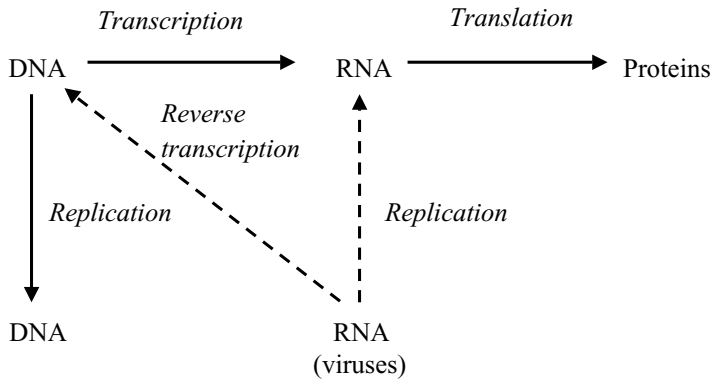 Transcription
Translation
DNA
RNA
Proteins
Reverse
transcription
Replication
Replication
DNA
RNA
(viruses)